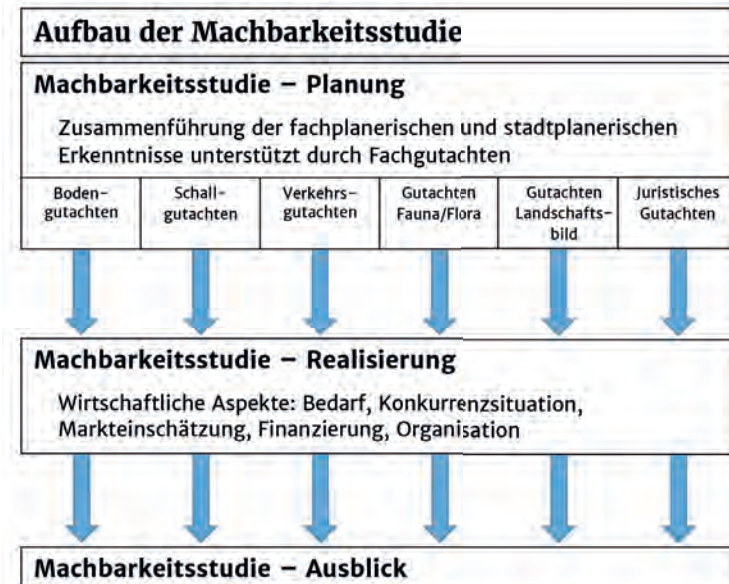 Aufbau der Machbarkeitsstudie
Machbarkeitsstudie – Planung
Zusammenführung der fachplanerischen und stadtplanerischen
Erkenntnisse unterstützt durch Fachgutachten
Boden-
gutachten
Schall-
gutachten
Verkehrs-
gutachten
Gutachten
Fauna/Flora
Gutachten
Landschafts-
bild
Juristisches
Gutachten
Machbarkeitsstudie – Realisierung
Wirtschaftliche Aspekte: Bedarf, Konkurrenzsituation,
Markteinschätzung, Finanzierung, Organisation
Machbarkeitsstudie – Ausblick